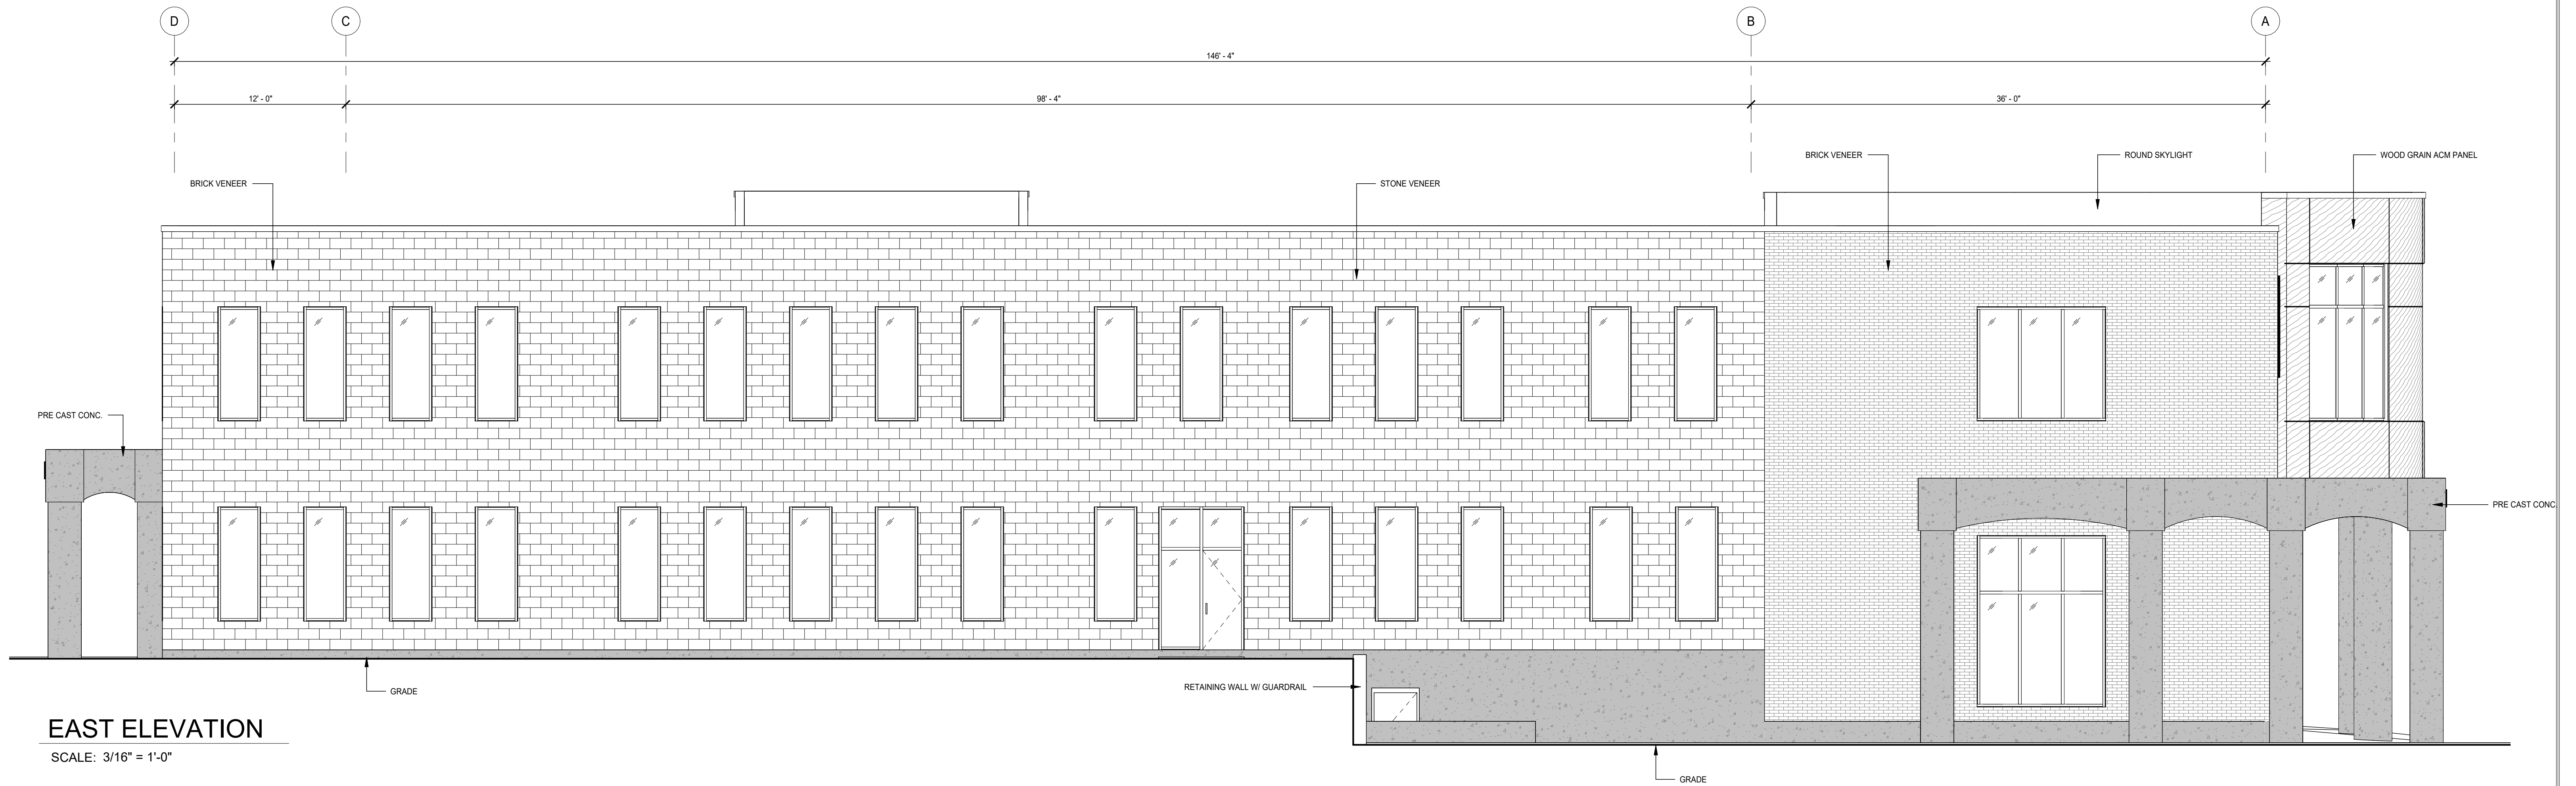 D
C
B
A
146' - 4"
12' - 0"
98' - 4"
36' - 0"
BRICK VENEER
STONE VENEER
BRICK VENEER
ROUND SKYLIGHT
WOOD GRAIN ACM PANEL
PRE CAST CONC.
PRE CAST CONC.
GRADE
RETAINING WALL W/ GUARDRAIL
GRADE
EAST ELEVATION
SCALE: 3/16" = 1'-0"